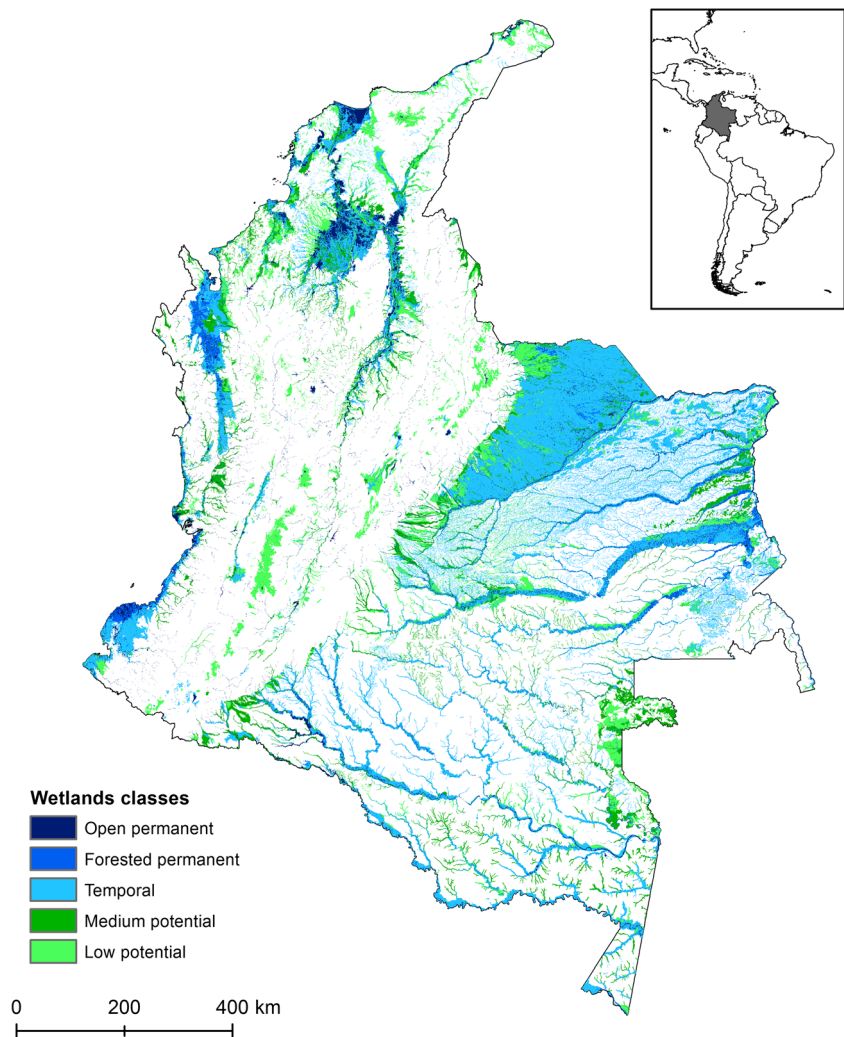 Wetlands classes
Open permanent
Forested permanent
Temporal
Medium potential
Low potential
0 200 400 km